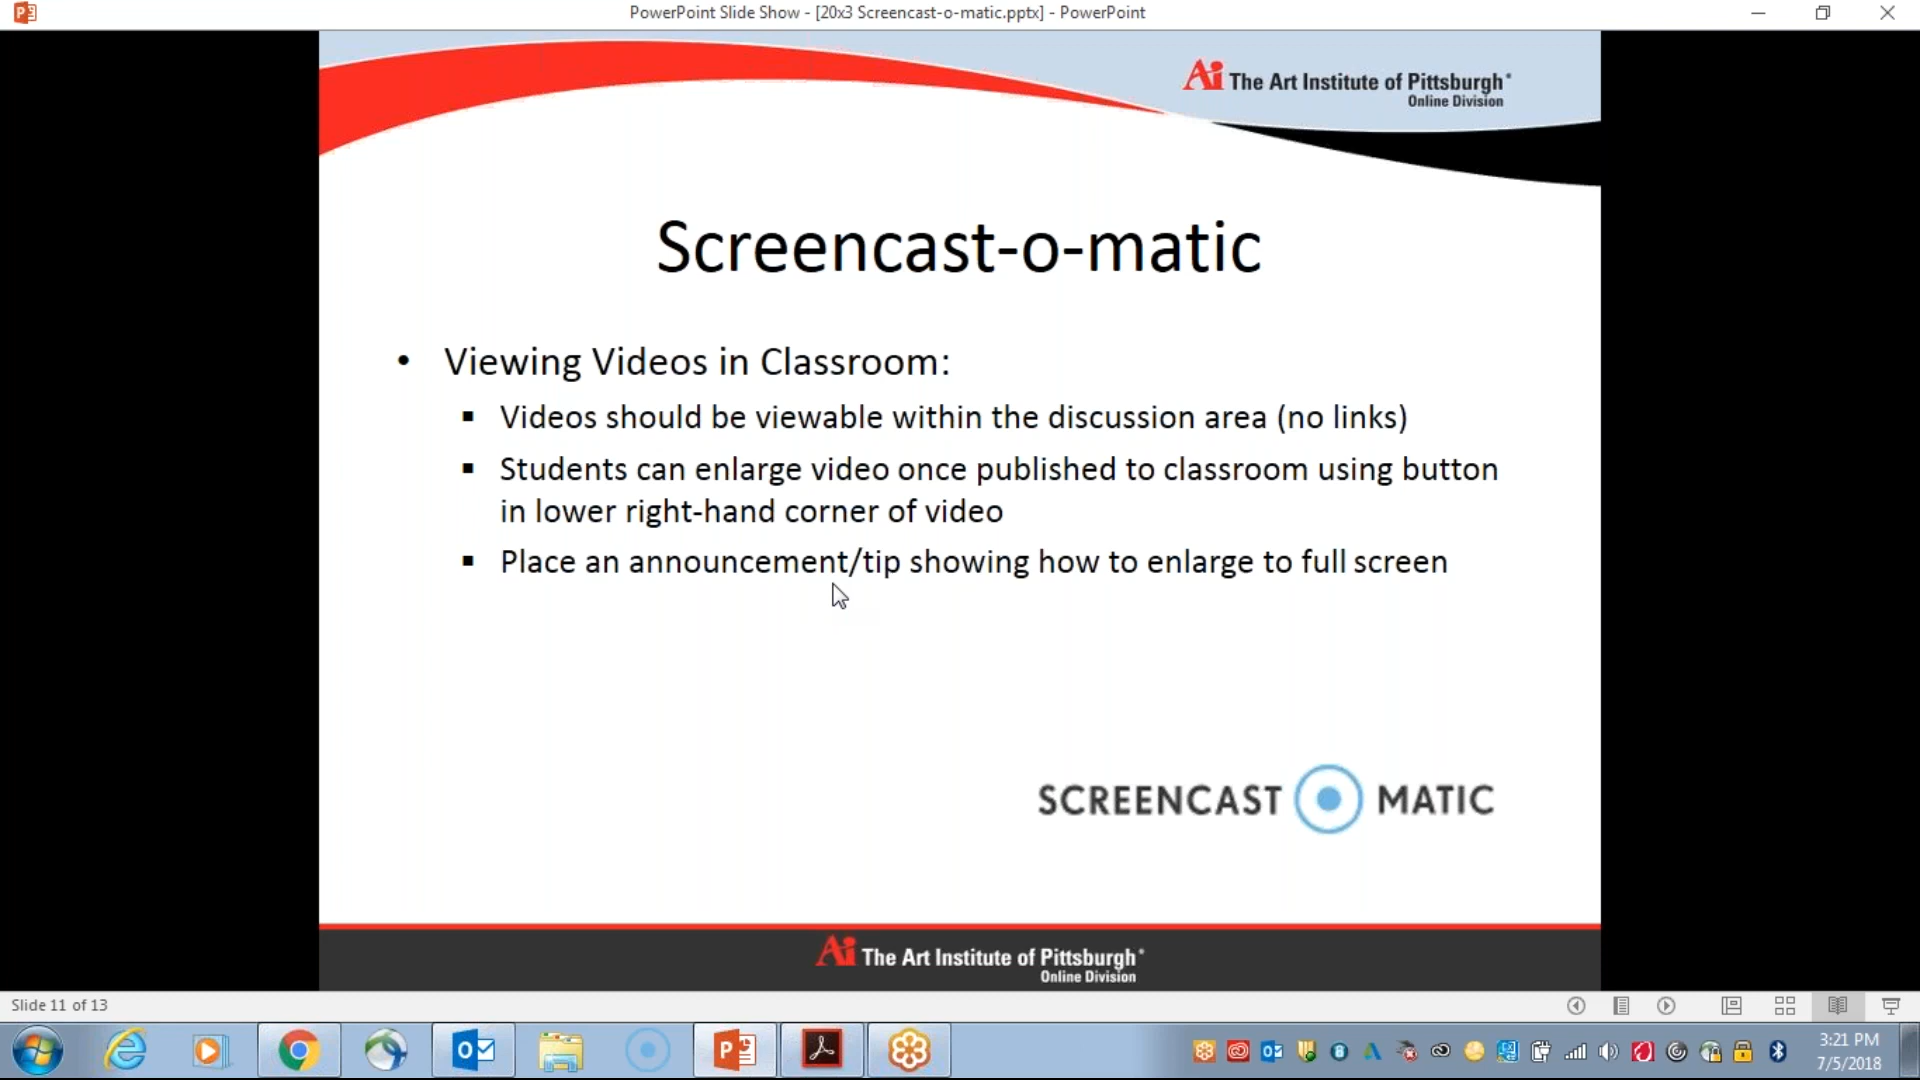 PowerPoint Slide Show - [20x3 Screencast-o-matic.pptx] - PowerPoint
Ai The Art Institute of Pittsburgh®
Online Division
Screencast-o-matic
• Viewing Videos in Classroom:
▪ Videos should be viewable within the discussion area (no links)
▪ Students can enlarge video once published to classroom using button
in lower right-hand corner of video
▪ Place an announcement/tip showing how to enlarge to full screen
SCREENCAST MATIC
Ai The Art Institute of Pittsburgh®
Online Division
Slide 11 of 13
3:21 PM
7/5/2018